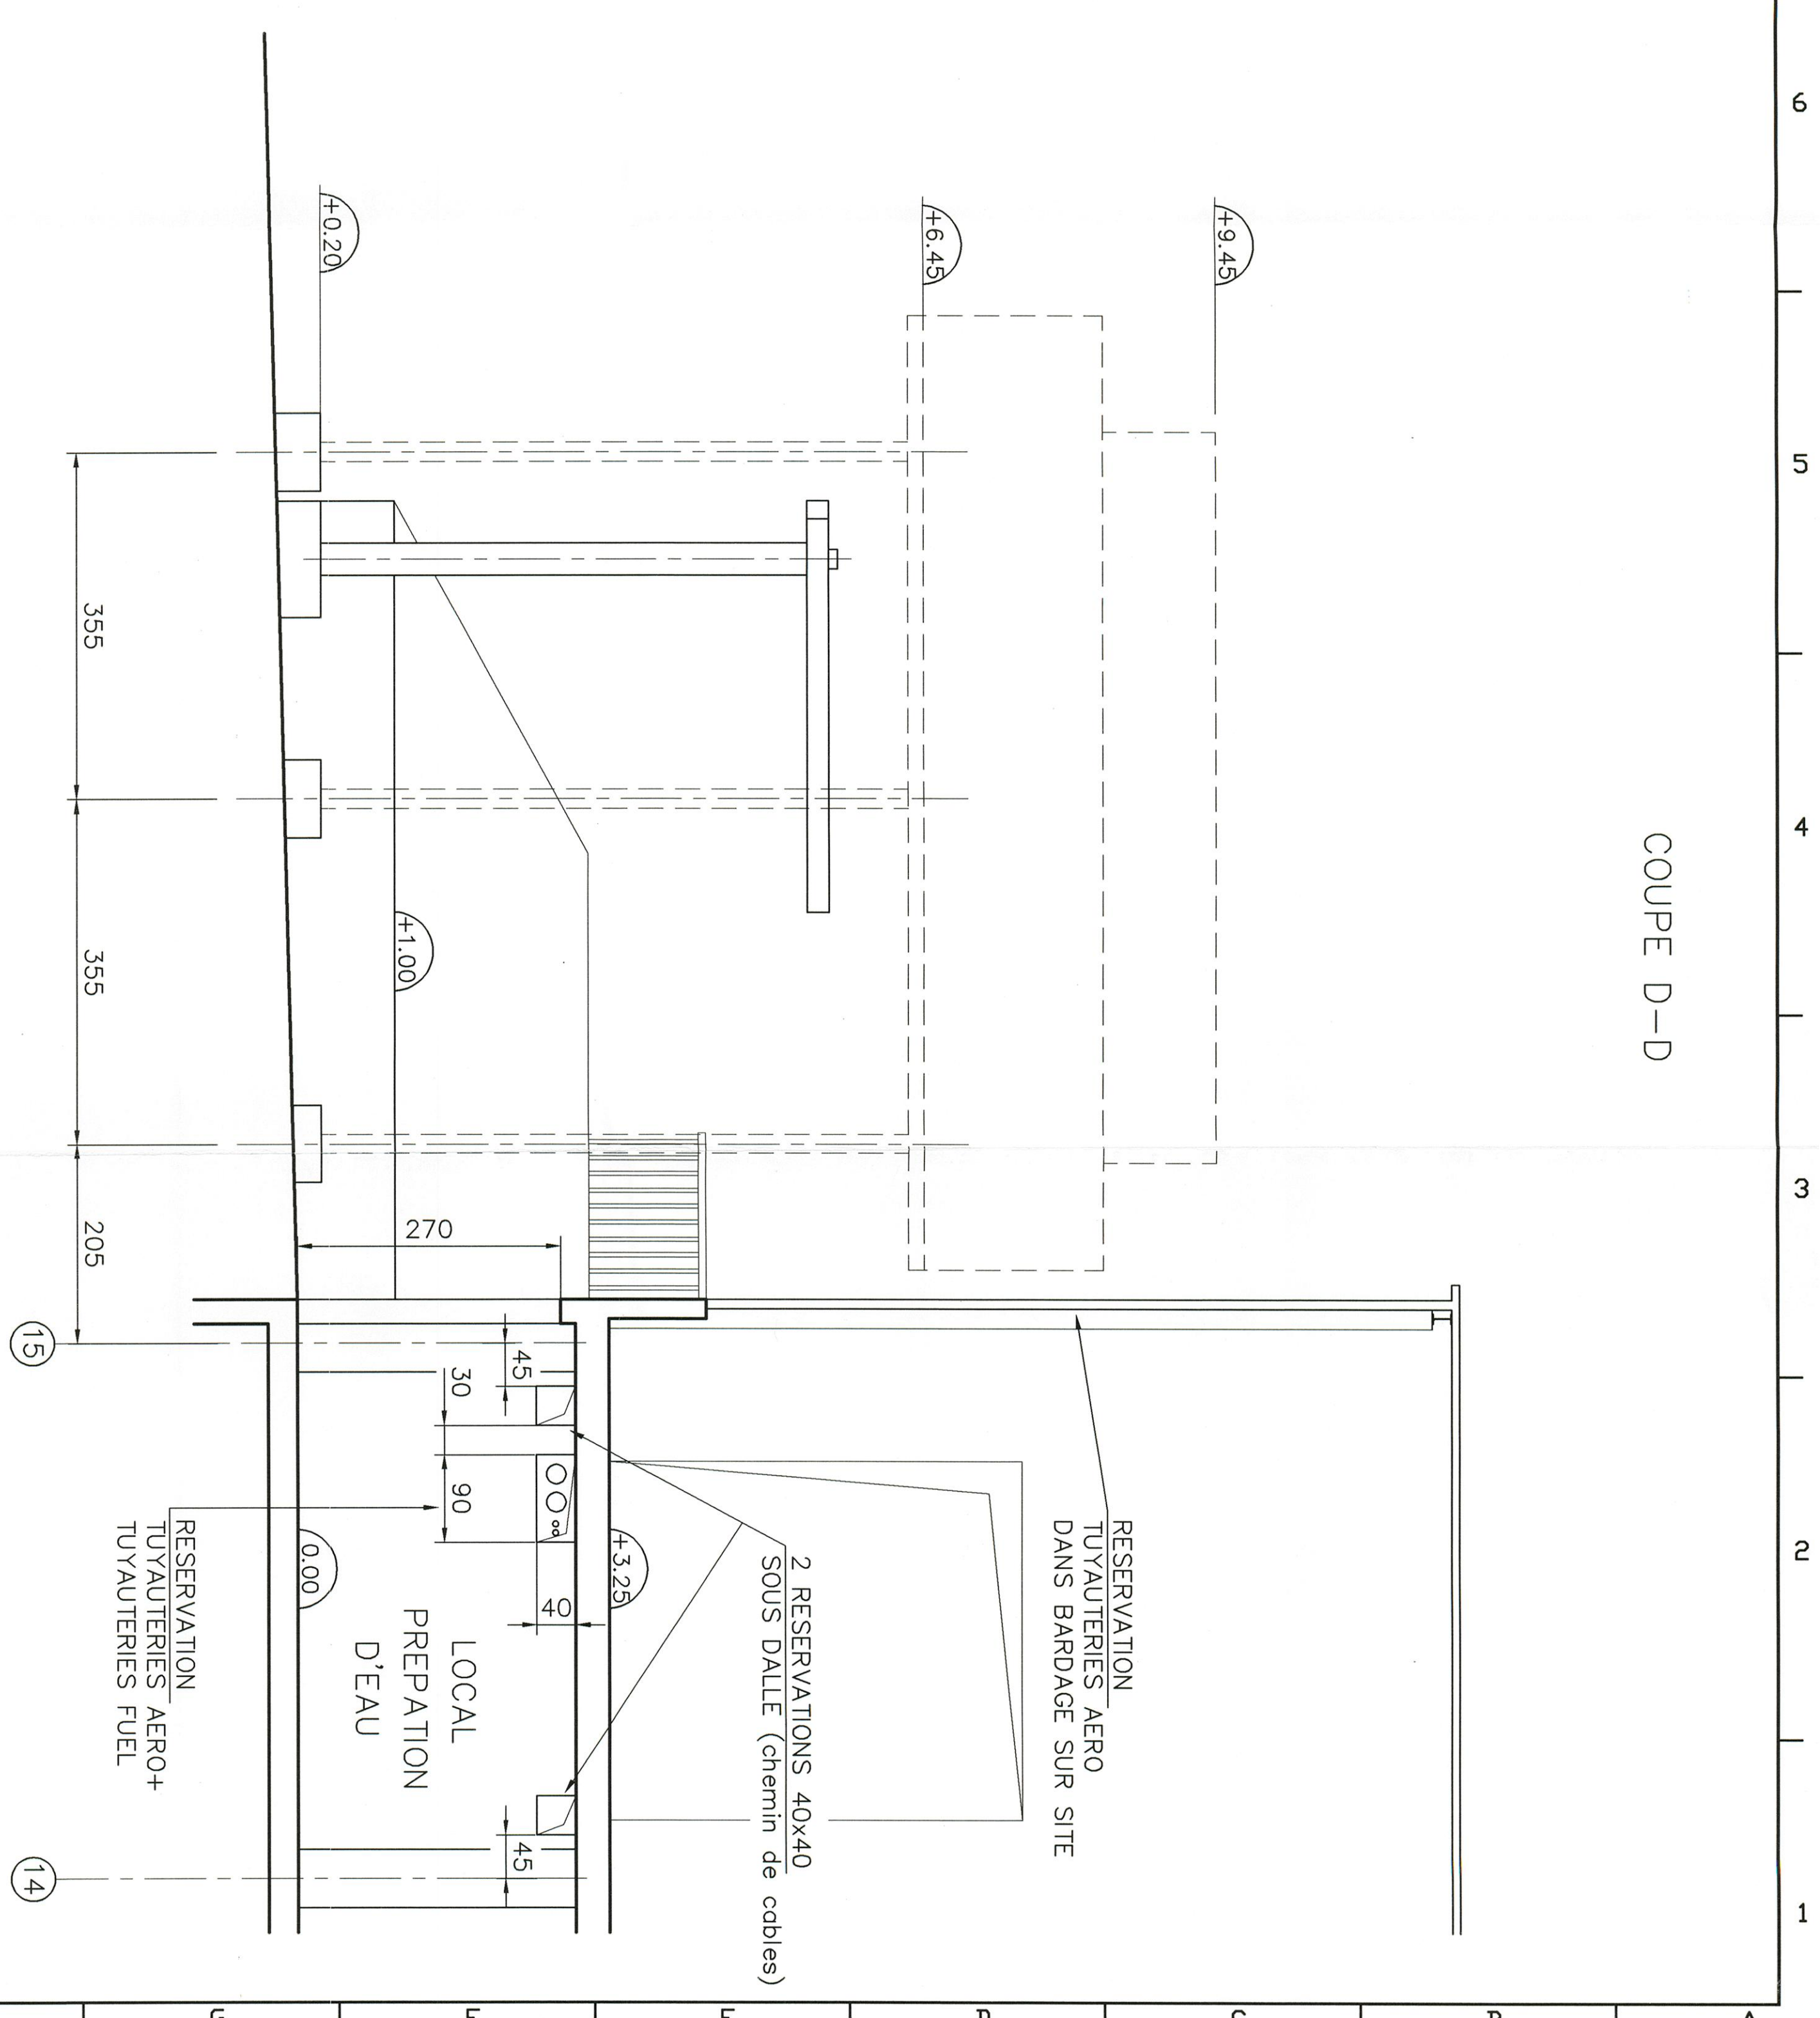 COUPE D-D
6
5
4
3
2
1
+9.45
+6.45
+0.20
+1.00
+3.25
0.00
RESERVATION
TUYAUTERIES AERO
DANS BARDAGE SUR SITE
2 RESERVATIONS 40x40
SOUS DALLE (chemin de cables)
LOCAL
PREPATION
D'EAU
RESERVATION
TUYAUTERIES AERO+
TUYAUTERIES FUEL
270
45
30
90
40
45
355
355
205
15
14